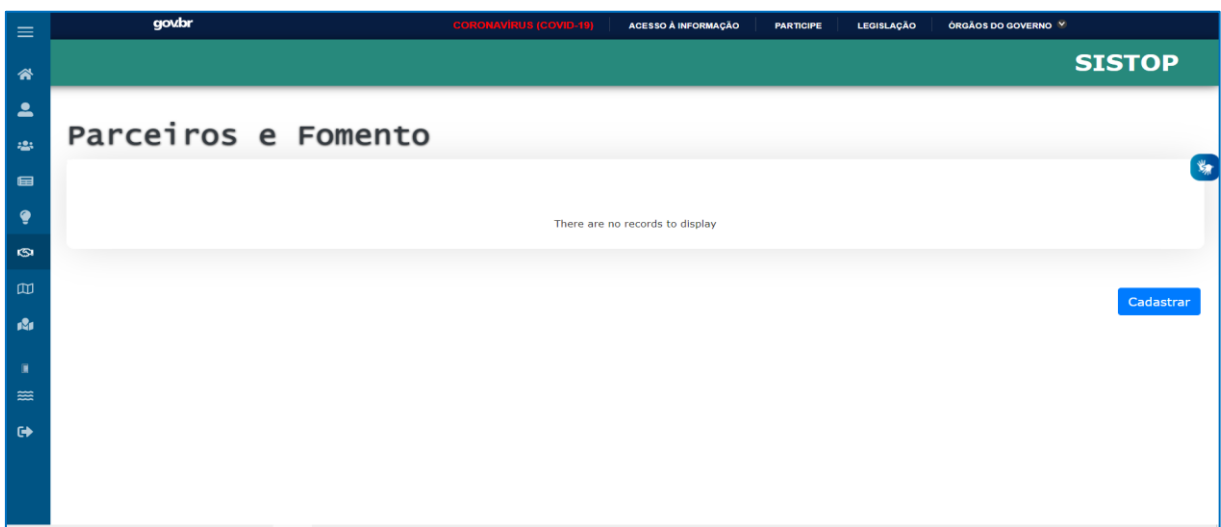 gov.br CORONAVÍRUS (COVID-19) ACESSO À INFORMAÇÃO PARTICIPE LEGISLAÇÃO ÓRGÃOS DO GOVERNO
SISTOP
Parceiros e Fomento
There are no records to display
Cadastrar